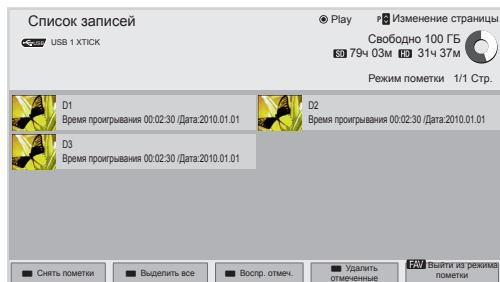 Список записей
Play
P Изменение страницы
USB USB 1 XTICK
Свободно 100 ГБ
SD 79ч 03м HD 31ч 37м
Режим пометки 1/1 Стр.
D1
Время проигрывания 00:02:30 /Дата:2010.01.01
D2
Время проигрывания 00:02:30 /Дата:2010.01.01
D3
Время проигрывания 00:02:30 /Дата:2010.01.01
Снять пометки
Выделить все
Воспр. отмеч.
Удалить
отмеченные
FAV Выйти из режима
пометки